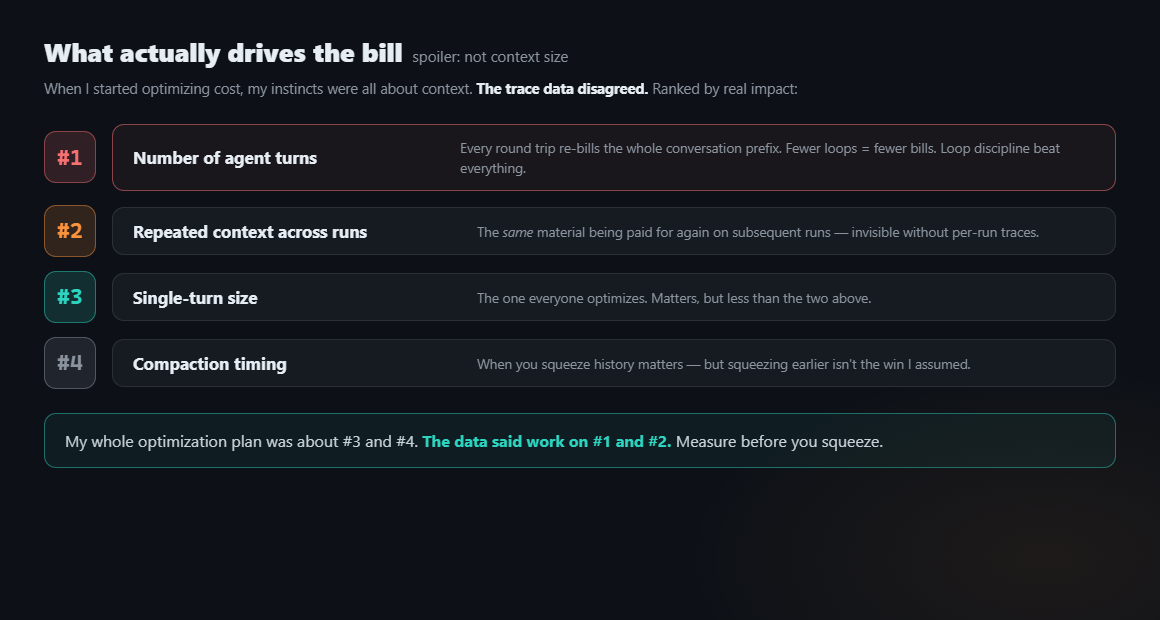 What actually drives the bill spoiler: not context size
When I started optimizing cost, my instincts were all about context. The trace data disagreed. Ranked by real impact:
#1
Number of agent turns
Every round trip re-bills the whole conversation prefix. Fewer loops = fewer bills. Loop discipline beat
everything.
#2
Repeated context across runs
The same material being paid for again on subsequent runs — invisible without per-run traces.
#3
Single-turn size
The one everyone optimizes. Matters, but less than the two above.
#4
Compaction timing
When you squeeze history matters — but squeezing earlier isn't the win I assumed.
My whole optimization plan was about #3 and #4. The data said work on #1 and #2. Measure before you squeeze.